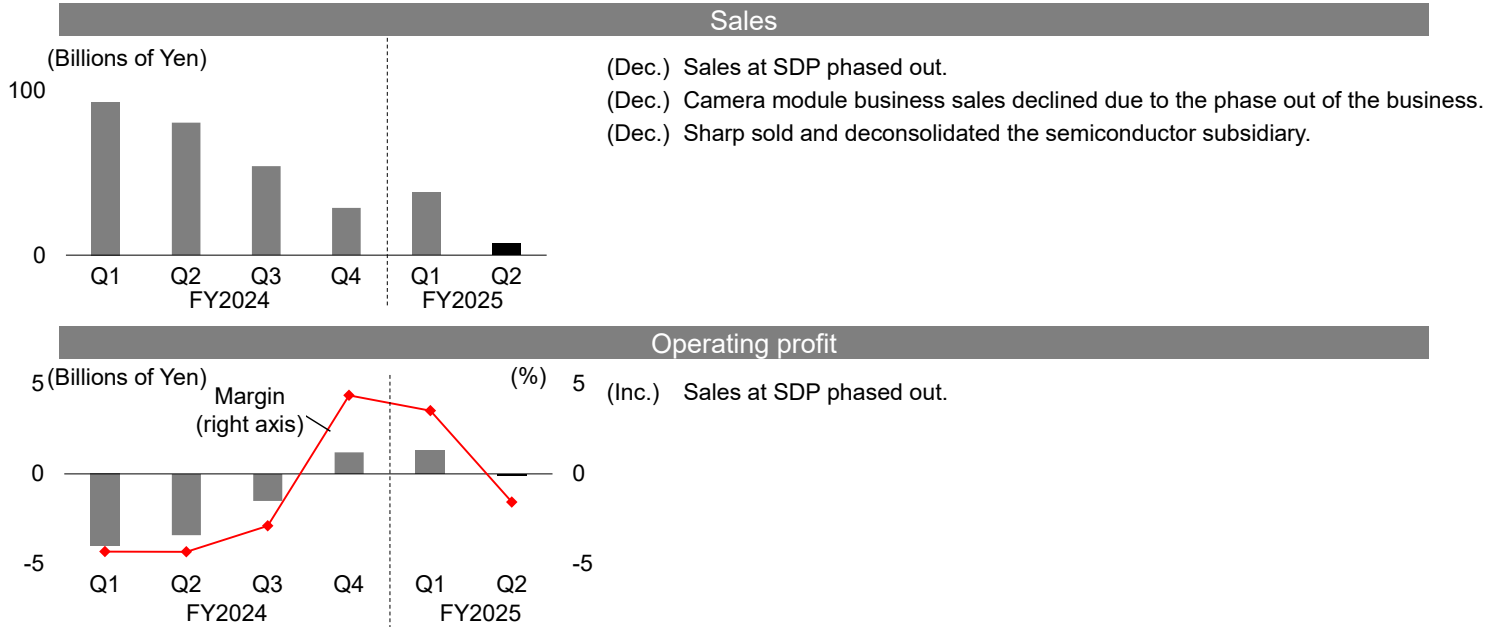 Sales
(Billions of Yen)
100
0
Q1 Q2 Q3 Q4 Q1 Q2
FY2024 FY2025
(Dec.) Sales at SDP phased out.
(Dec.) Camera module business sales declined due to the phase out of the business.
(Dec.) Sharp sold and deconsolidated the semiconductor subsidiary.
Operating profit
(Billions of Yen) (%)
5 5
Margin
(right axis)
0 0
-5 -5
Q1 Q2 Q3 Q4 Q1 Q2
FY2024 FY2025
(Inc.) Sales at SDP phased out.